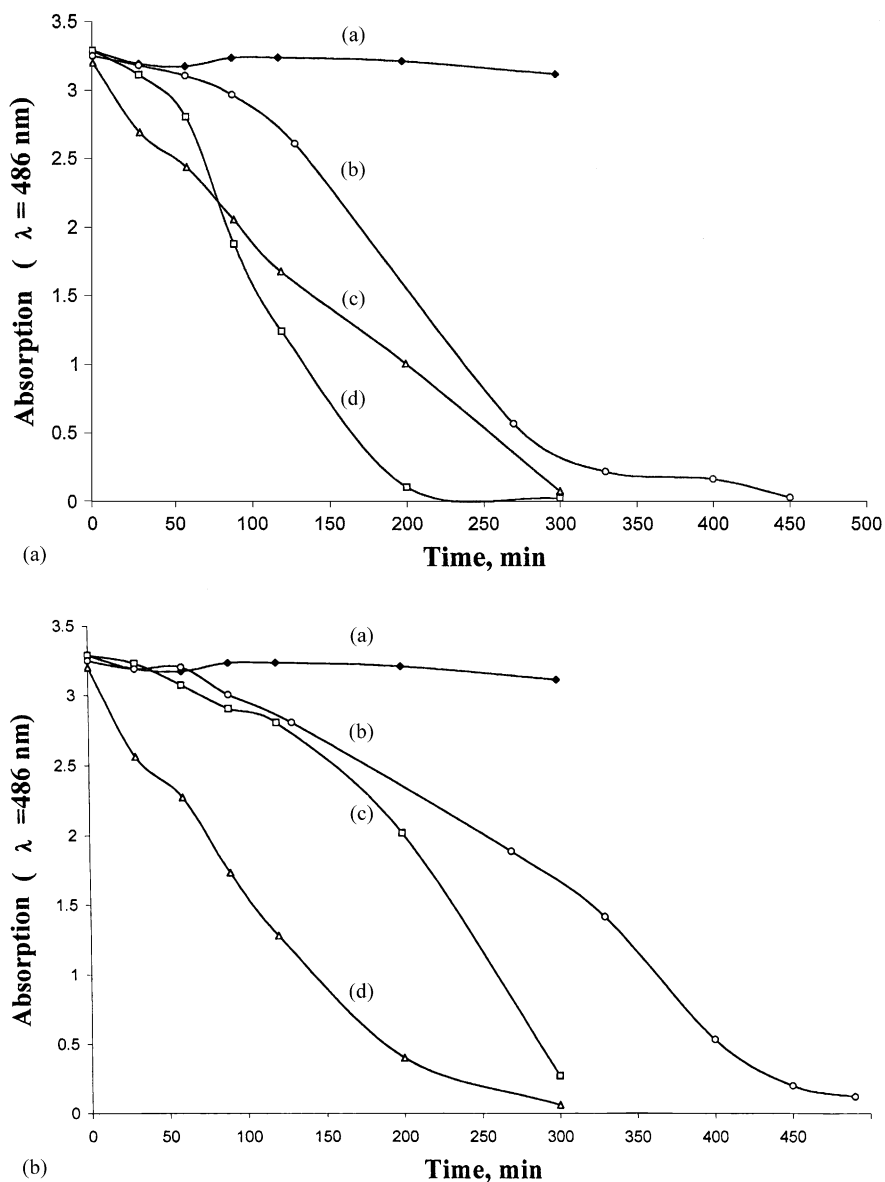 3.5
(a)
3
2.5
(b)
2
1.5
(c)
1
(d)
0.5
0
0 50 100 150 200 250 300 350 400 450 500
Absorption ( λ = 486 nm)
Time, min
(a)
3.5
(a)
3
(b)
2.5
(c)
2
1.5
1
(d)
0.5
0
0 50 100 150 200 250 300 350 400 450
Absorption ( λ =486 nm)
Time, min
(b)